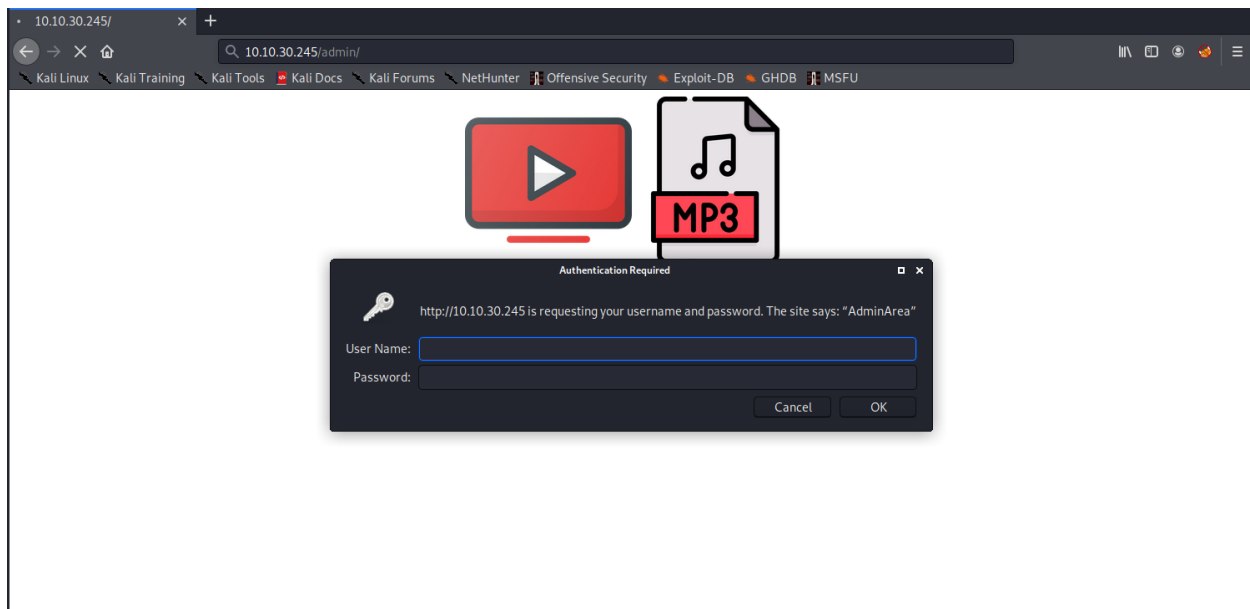 10.10.30.245/
10.10.30.245/admin/
Kali Linux Kali Training Kali Tools Kali Docs Kali Forums NetHunter Offensive Security Exploit-DB GHDB MSFU
MP3
Authentication Required
http://10.10.30.245 is requesting your username and password. The site says: “AdminArea”
User Name:
Password:
Cancel OK